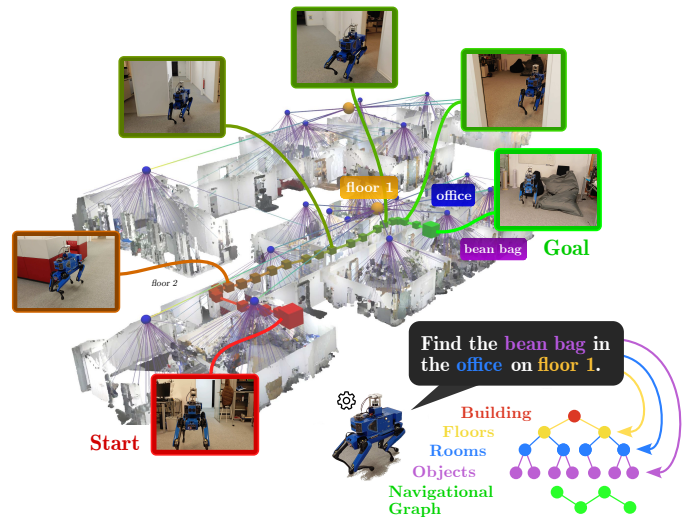 floor 1
office
bean bag
Goal
floor 2
Start
Find the bean bag in
the office on floor 1.
Building
Floors
Rooms
Objects
Navigational
Graph